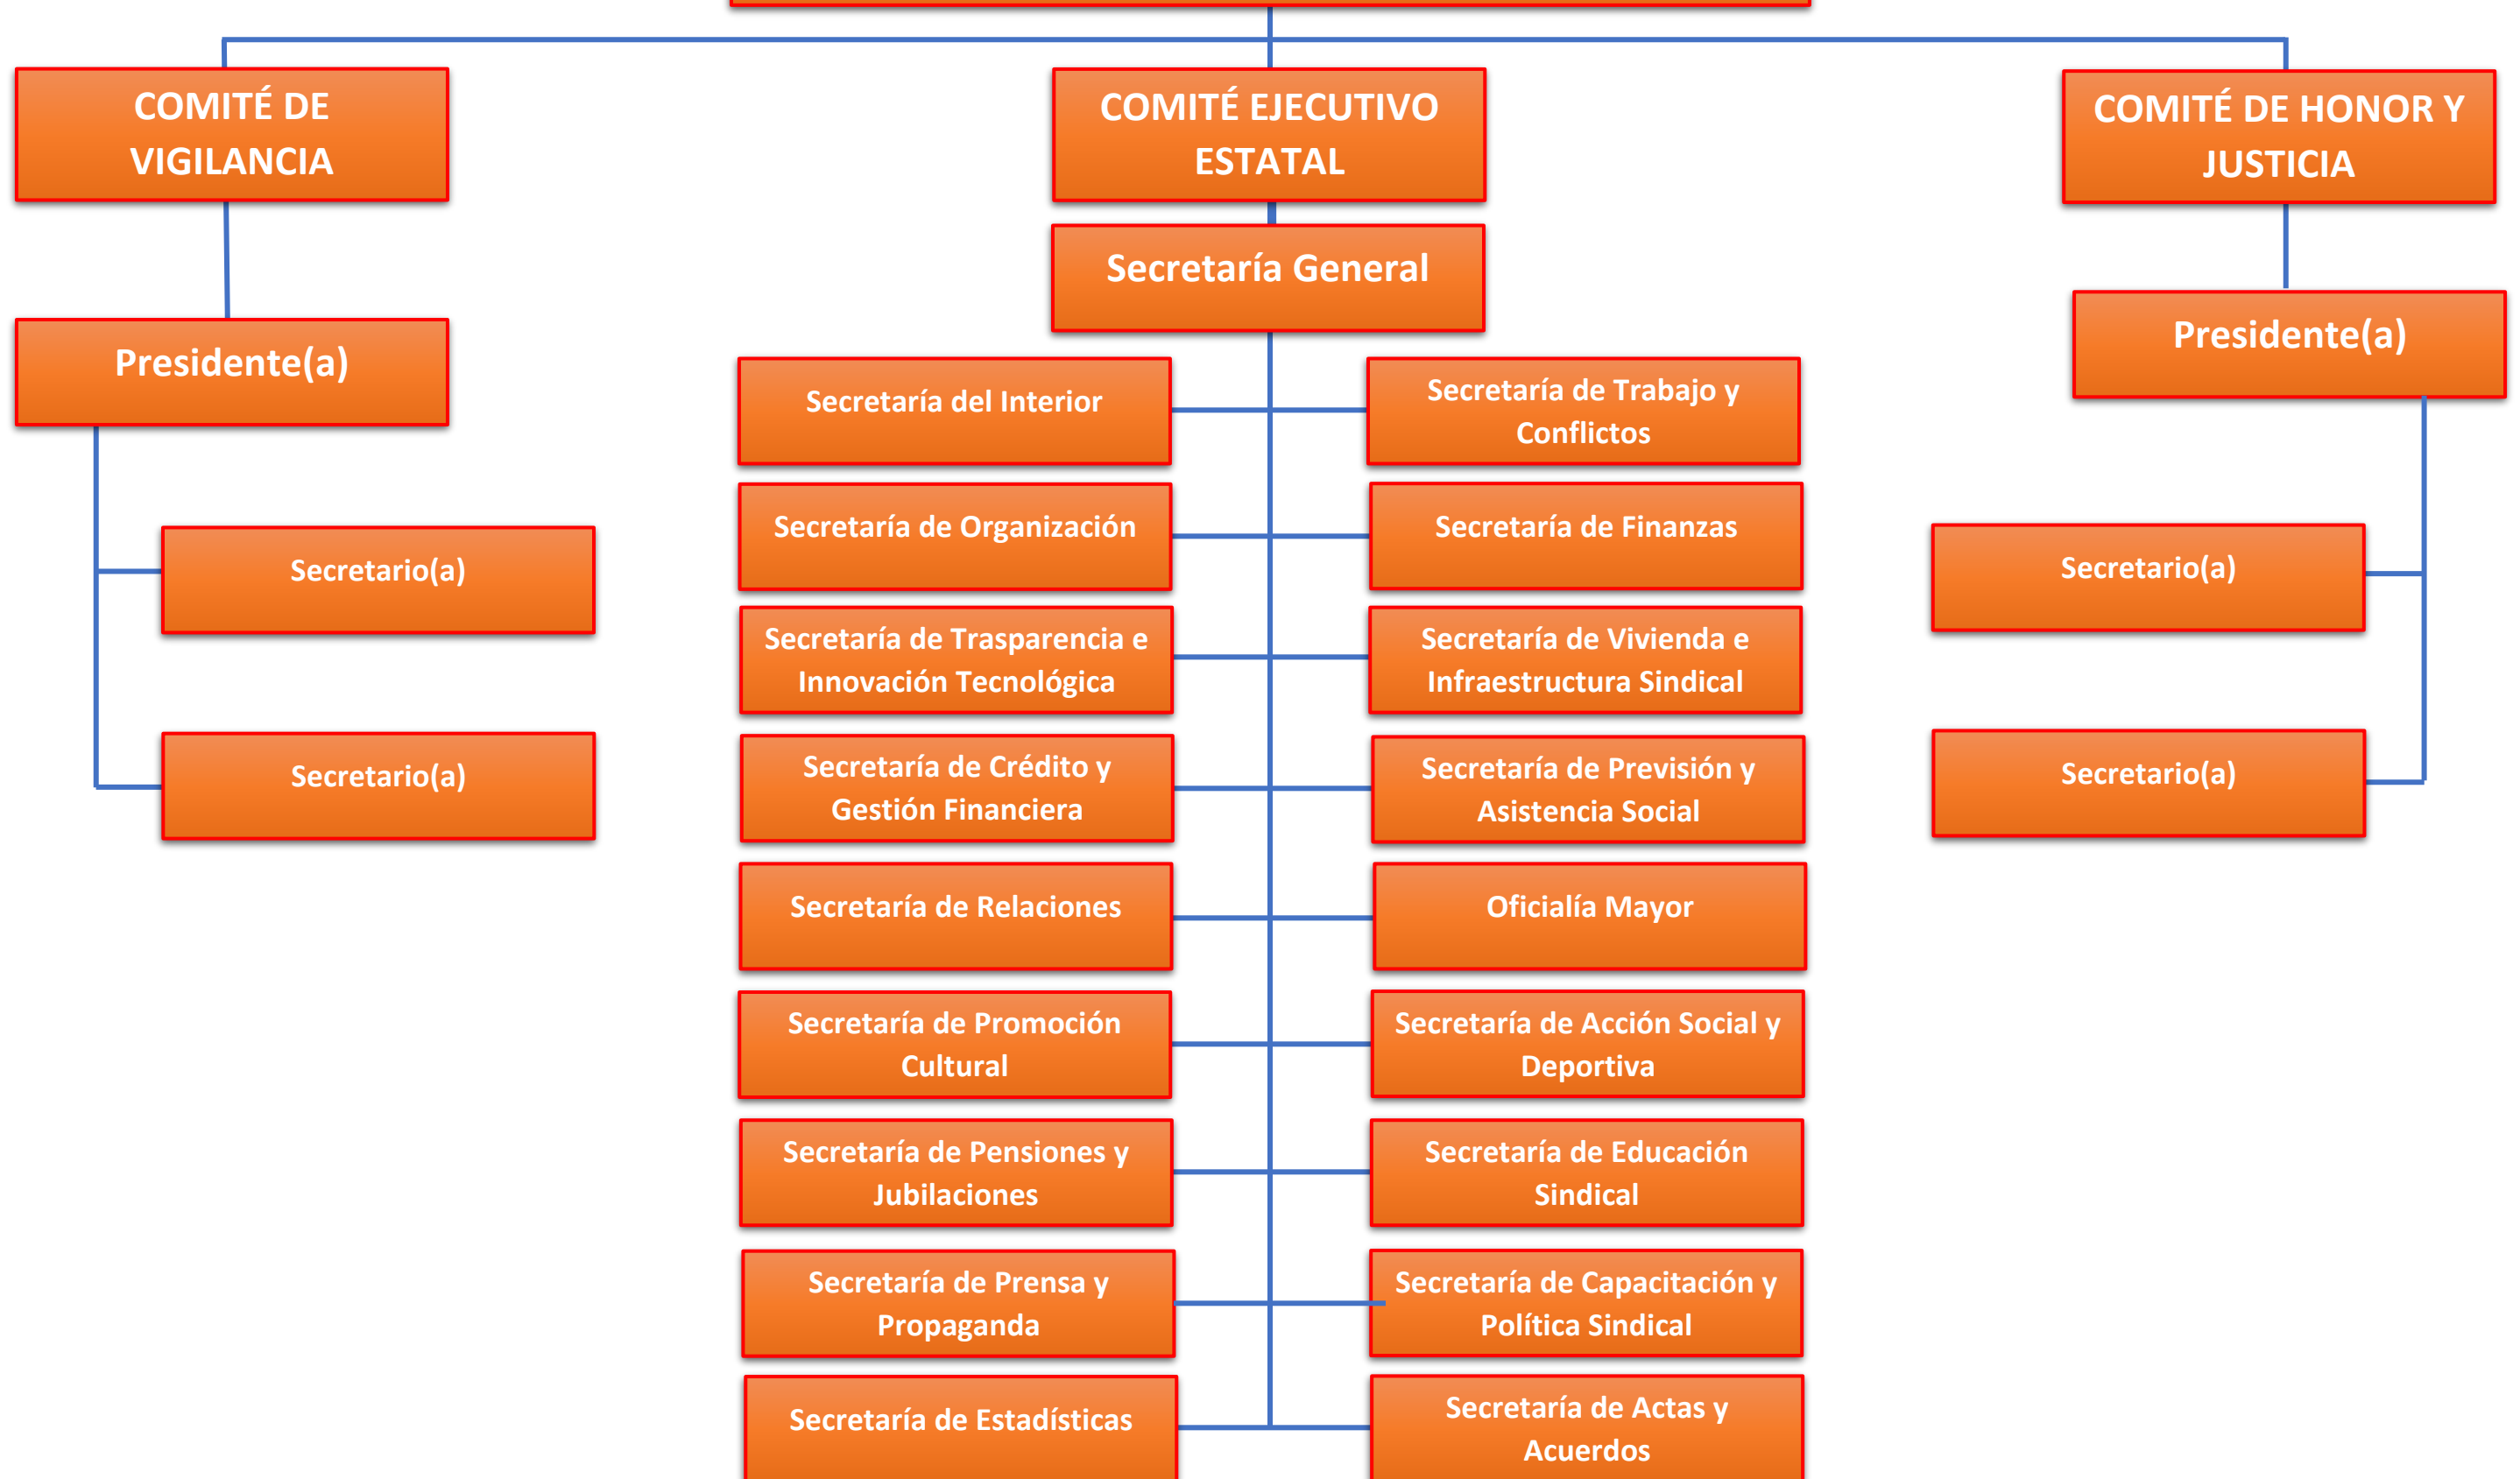 COMITÉ DE
VIGILANCIA
COMITÉ EJECUTIVO
ESTATAL
COMITÉ DE HONOR Y
JUSTICIA
Secretaría General
Presidente(a)
Presidente(a)
Secretaría del Interior
Secretaría de Trabajo y
Conflictos
Secretaría de Organización
Secretaría de Finanzas
Secretario(a)
Secretario(a)
Secretaría de Trasparencia e
Innovación Tecnológica
Secretaría de Vivienda e
Infraestructura Sindical
Secretaría de Crédito y
Gestión Financiera
Secretaría de Previsión y
Asistencia Social
Secretario(a)
Secretario(a)
Secretaría de Relaciones
Oficialía Mayor
Secretaría de Promoción
Cultural
Secretaría de Acción Social y
Deportiva
Secretaría de Pensiones y
Jubilaciones
Secretaría de Educación
Sindical
Secretaría de Prensa y
Propaganda
Secretaría de Capacitación y
Política Sindical
Secretaría de Estadísticas
Secretaría de Actas y
Acuerdos